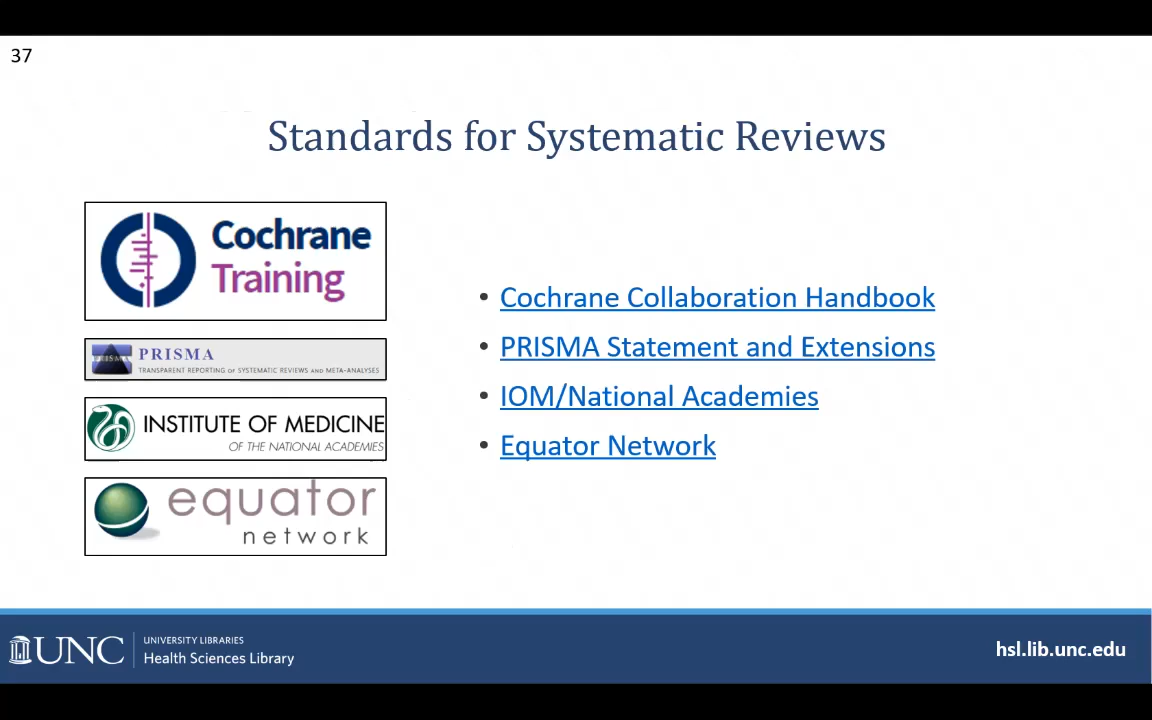 37
Standards for Systematic Reviews
Cochrane
Training
PRISMA
PRISMA
TRANSPARENT REPORTING of SYSTEMATIC REVIEWS and META-ANALYSES
INSTITUTE OF MEDICINE
OF THE NATIONAL ACADEMIES
equator
network
• Cochrane Collaboration Handbook
• PRISMA Statement and Extensions
• IOM/National Academies
• Equator Network
UNC
UNIVERSITY LIBRARIES
Health Sciences Library
hsl.lib.unc.edu